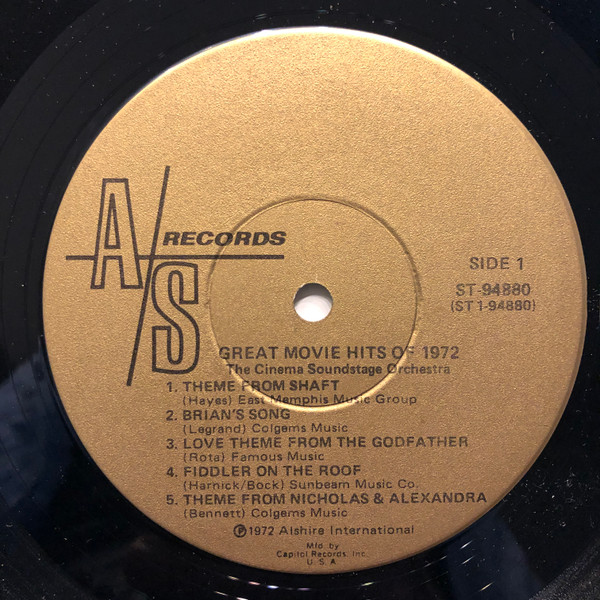 A/S RECORDS
SIDE 1
ST-94880
(ST 1-94880)
GREAT MOVIE HITS OF 1972
The Cinema Soundstage Orchestra
1. THEME FROM SHAFT
(Hayes) East Memphis Music Group
2. BRIAN'S SONG
(Legrand) Colgems Music
3. LOVE THEME FROM THE GODFATHER
(Rota) Famous Music
4. FIDDLER ON THE ROOF
(Harnick/Bock) Sunbeam Music Co.
5. THEME FROM NICHOLAS & ALEXANDRA
(Bennett) Colgems Music
Ⓟ1972 Alshire International
Mfd. by
Capitol Records, Inc.
U.S.A